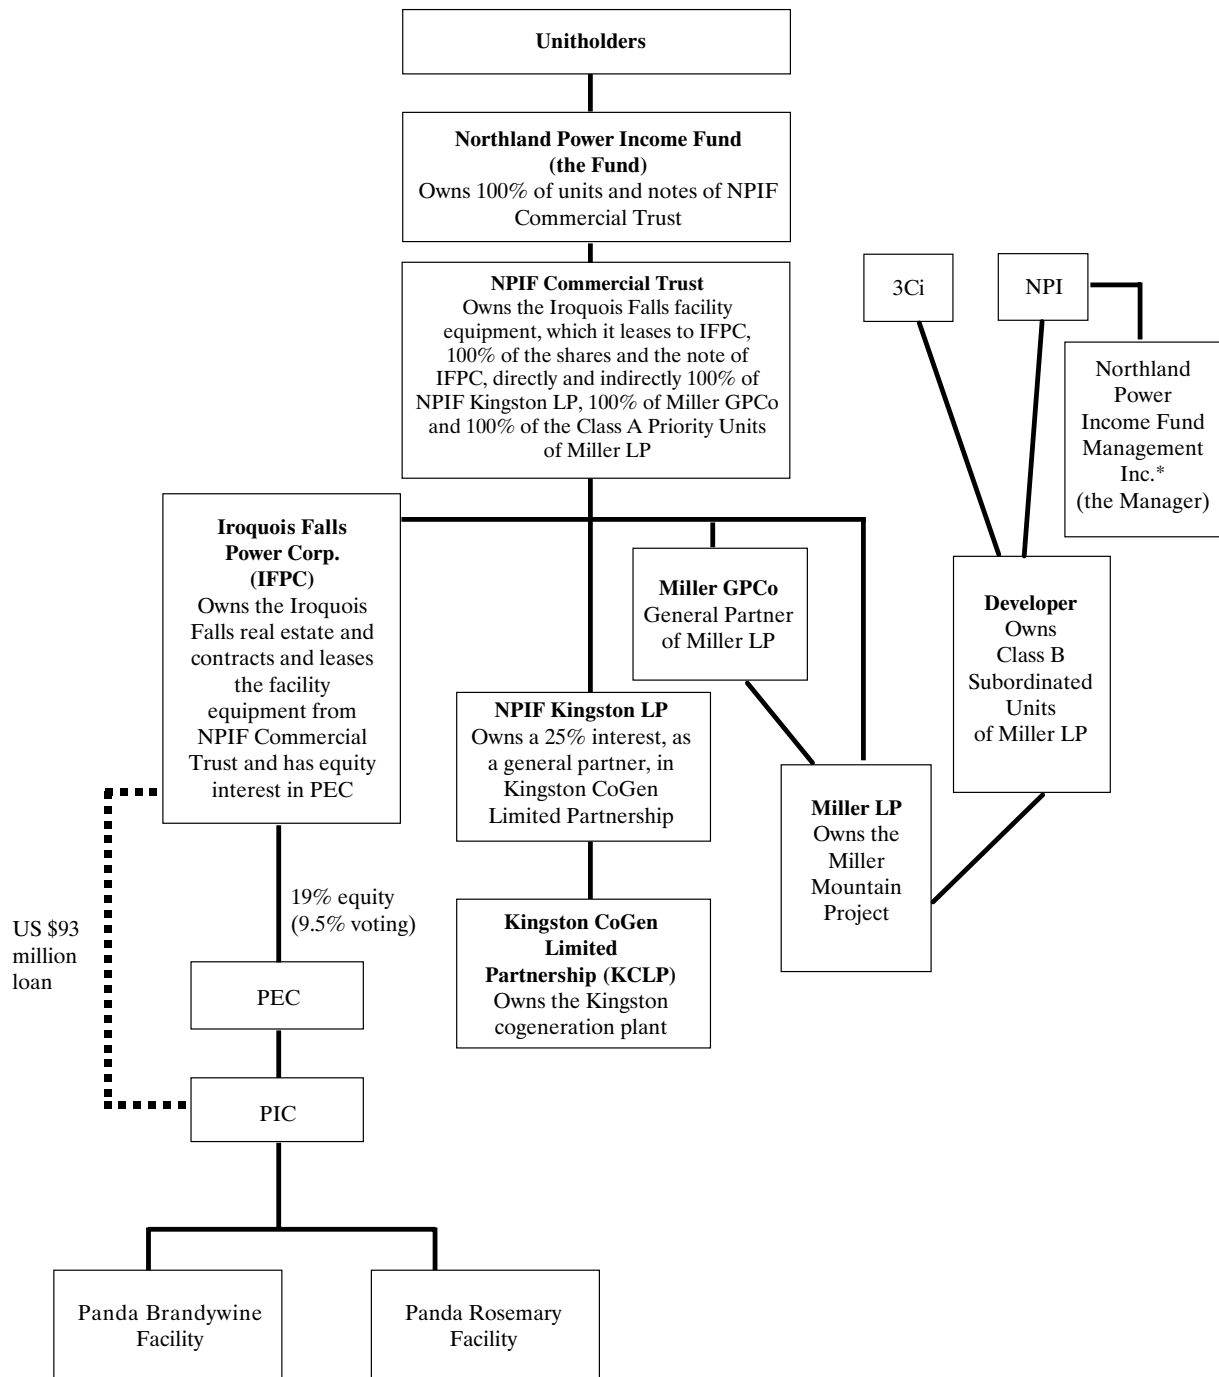 Unitholders
Northland Power Income Fund
(the Fund)
Owns 100% of units and notes of NPIF
Commercial Trust
NPIF Commercial Trust
Owns the Iroquois Falls facility
equipment, which it leases to IFPC,
100% of the shares and the note of
IFPC, directly and indirectly 100% of
NPIF Kingston LP, 100% of Miller GPCo
and 100% of the Class A Priority Units
of Miller LP
3Ci
NPI
Northland
Power
Income Fund
Management
Inc.*
(the Manager)
Iroquois Falls
Power Corp.
(IFPC)
Owns the Iroquois
Falls real estate and
contracts and leases
the facility
equipment from
NPIF Commercial
Trust and has equity
interest in PEC
Miller GPCo
General Partner
of Miller LP
Developer
Owns
Class B
Subordinated
Units
of Miller LP
NPIF Kingston LP
Owns a 25% interest, as
a general partner, in
Kingston CoGen
Limited Partnership
Miller LP
Owns the
Miller
Mountain
Project
19% equity
(9.5% voting)
US $93
million
loan
Kingston CoGen
Limited
Partnership (KCLP)
Owns the Kingston
cogeneration plant
PEC
PIC
Panda Brandywine
Facility
Panda Rosemary
Facility